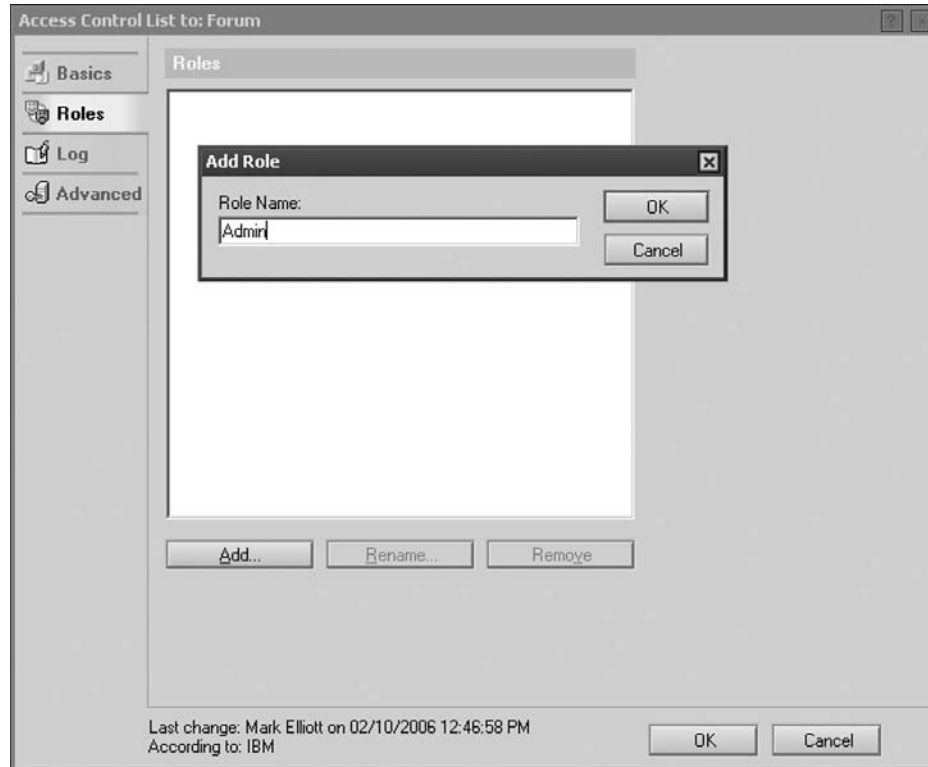 Access Control List to: Forum
?
Basics
Roles
Log
Advanced
Roles
Add Role
Role Name:
Admin
OK
Cancel
Add...
Rename...
Remove
Last change: Mark Elliott on 02/10/2006 12:46:58 PM
According to: IBM
OK
Cancel